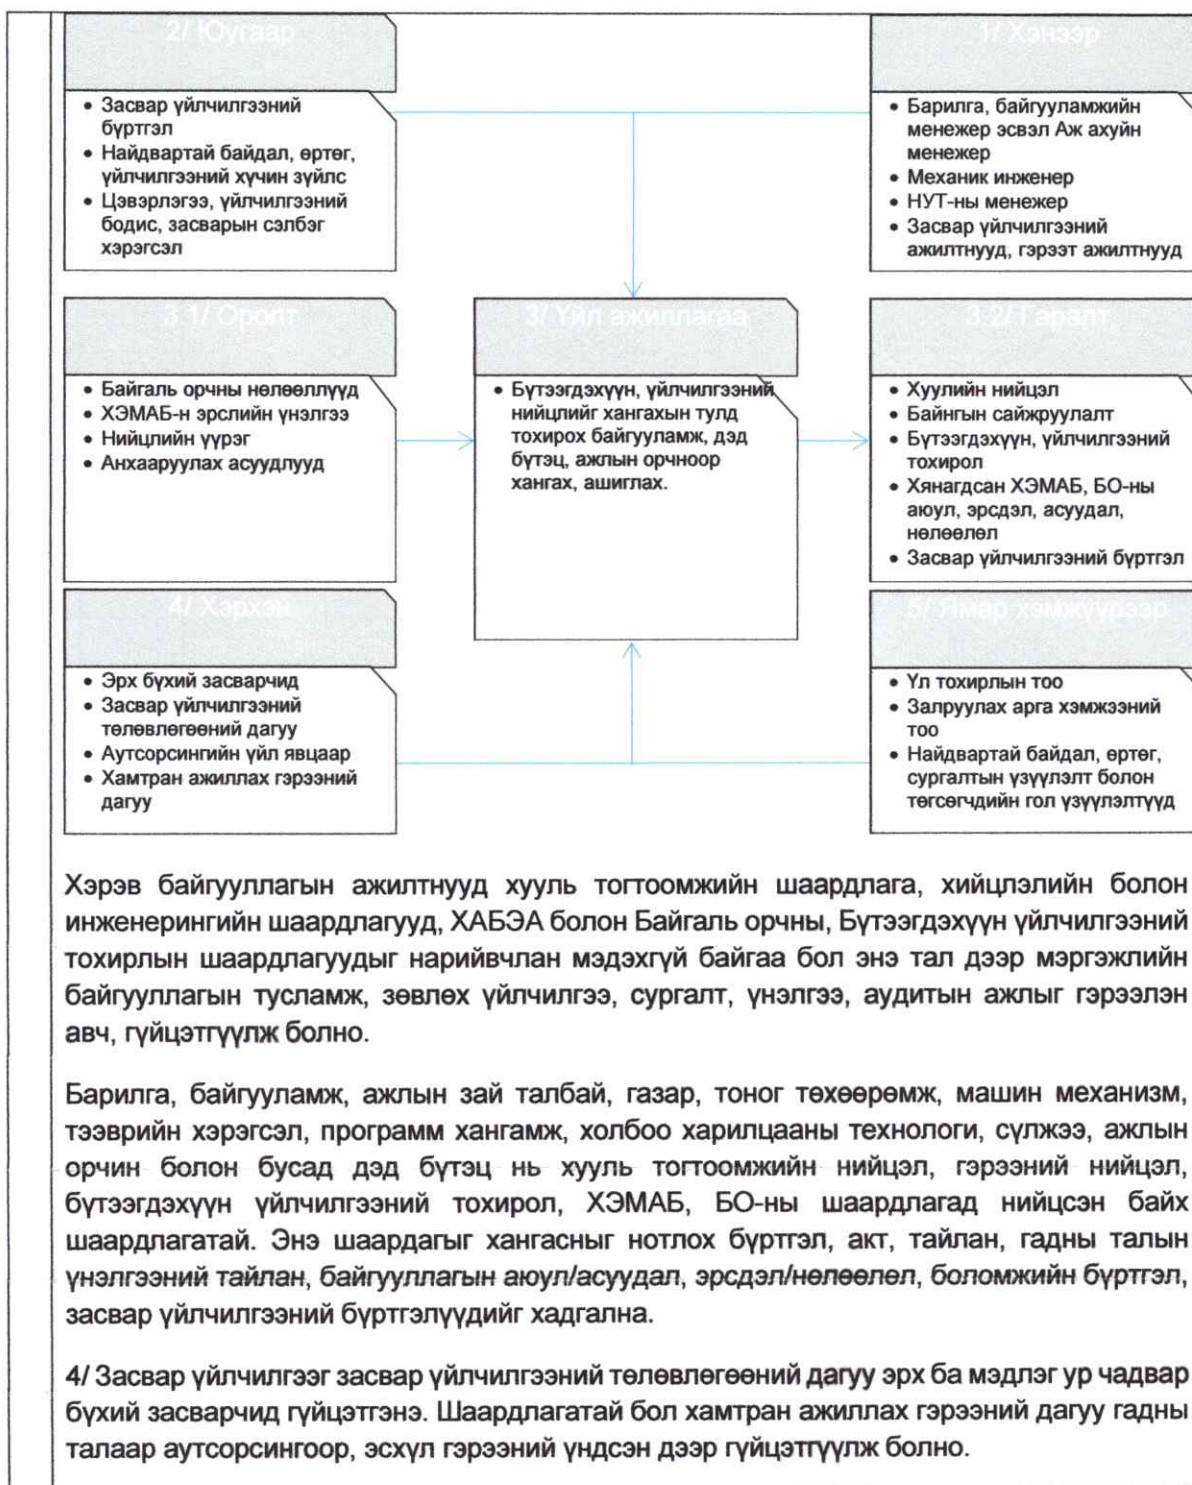 2/ Юугаар
• Засвар үйлчилгээний
бүртгэл
• Найдвартай байдал, өртөг,
үйлчилгээний хүчин зүйлс
• Цэвэрлэгээ, үйлчилгээний
бодис, засварын сэлбэг
хэрэгсэл
1/ Хэнээр
• Барилга, байгууламжийн
менежер эсвэл Аж ахуйн
менежер
• Механик инженер
• НУТ-ны менежер
• Засвар үйлчилгээний
ажилтнууд, гэрээт ажилтнууд
3.1/ Оролт
• Байгаль орчны нөлөөллүүд
• ХЭМАБ-н эрслийн үнэлгээ
• Нийцлийн үүрэг
• Анхааруулах асуудлууд
3/ Үйл ажиллагаа
• Бүтээгдэхүүн, үйлчилгээний
нийцлийг хангахын тулд
тохирох байгууламж, дэд
бүтэц, ажлын орчноор
хангах, ашиглах.
3.2/ Гаралт
• Хуулийн нийцэл
• Байнгын сайжруулалт
• Бүтээгдэхүүн, үйлчилгээний
тохирол
• Хянагдсан ХЭМАБ, БО-ны
аюул, эрсдэл, асуудал,
нөлөөлөл
• Засвар үйлчилгээний бүртгэл
4/ Хэрхэн
• Эрх бүхий засварчид
• Засвар үйлчилгээний
төлөвлөгөөний дагуу
• Аутсорсингийн үйл явцаар
• Хамтран ажиллах гэрээний
дагуу
5/ Ямар хэмжүүрээр
• Үл тохирлын тоо
• Залруулах арга хэмжээний
тоо
• Найдвартай байдал, өртөг,
сургалтын үзүүлэлт болон
төгсөгчдийн гол үзүүлэлтүүд
Хэрэв байгууллагын ажилтнууд хууль тогтоомжийн шаардлага, хийцлэлийн болон
инженерингийн шаардлагууд, ХАБЭА болон Байгаль орчны, Бүтээгдэхүүн үйлчилгээний
тохирлын шаардлагуудыг нарийвчлан мэдэхгүй байгаа бол энэ тал дээр мэргэжлийн
байгууллагын тусламж, зөвлөх үйлчилгээ, сургалт, үнэлгээ, аудитын ажлыг гэрээлэн
авч, гүйцэтгүүлж болно.
Барилга, байгууламж, ажлын зай талбай, газар, тоног төхөөрөмж, машин механизм,
тээврийн хэрэгсэл, программ хангамж, холбоо харилцааны технологи, сүлжээ, ажлын
орчин болон бусад дэд бүтэц нь хууль тогтоомжийн нийцэл, гэрээний нийцэл,
бүтээгдэхүүн үйлчилгээний тохирол, ХЭМАБ, БО-ны шаардлагад нийцсэн байх
шаардлагатай. Энэ шаардагыг хангасныг нотлох бүртгэл, акт, тайлан, гадны талын
үнэлгээний тайлан, байгууллагын аюул/асуудал, эрсдэл/нөлөөлөл, боломжийн бүртгэл,
засвар үйлчилгээний бүртгэлүүдийг хадгална.
4/ Засвар үйлчилгээг засвар үйлчилгээний төлөвлөгөөний дагуу эрх ба мэдлэг ур чадвар
бүхий засварчид гүйцэтгэнэ. Шаардлагатай бол хамтран ажиллах гэрээний дагуу гадны
талаар аутсорсингоор, эсхүл гэрээний үндсэн дээр гүйцэтгүүлж болно.